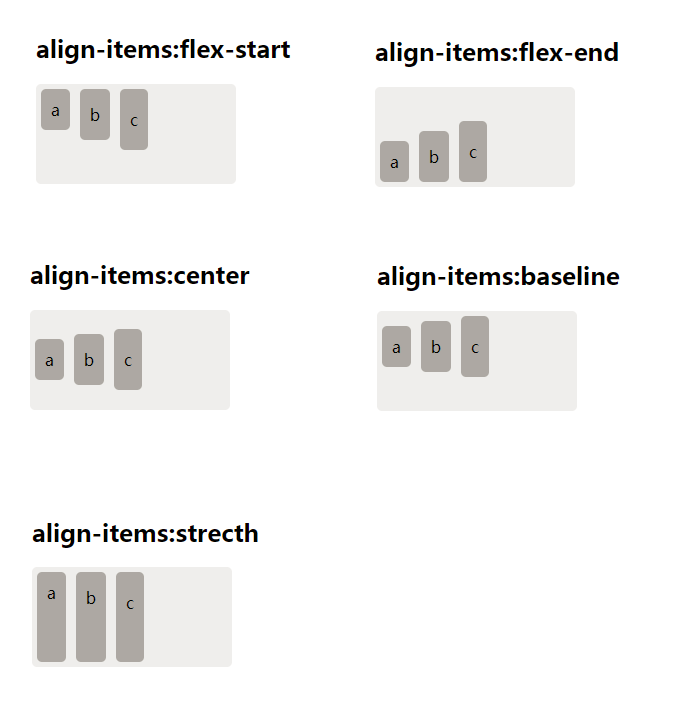 align-items:flex-start
align-items:flex-end
a b c
a b c
align-items:center
align-items:baseline
a b c
a b c
align-items:strecth
a b c